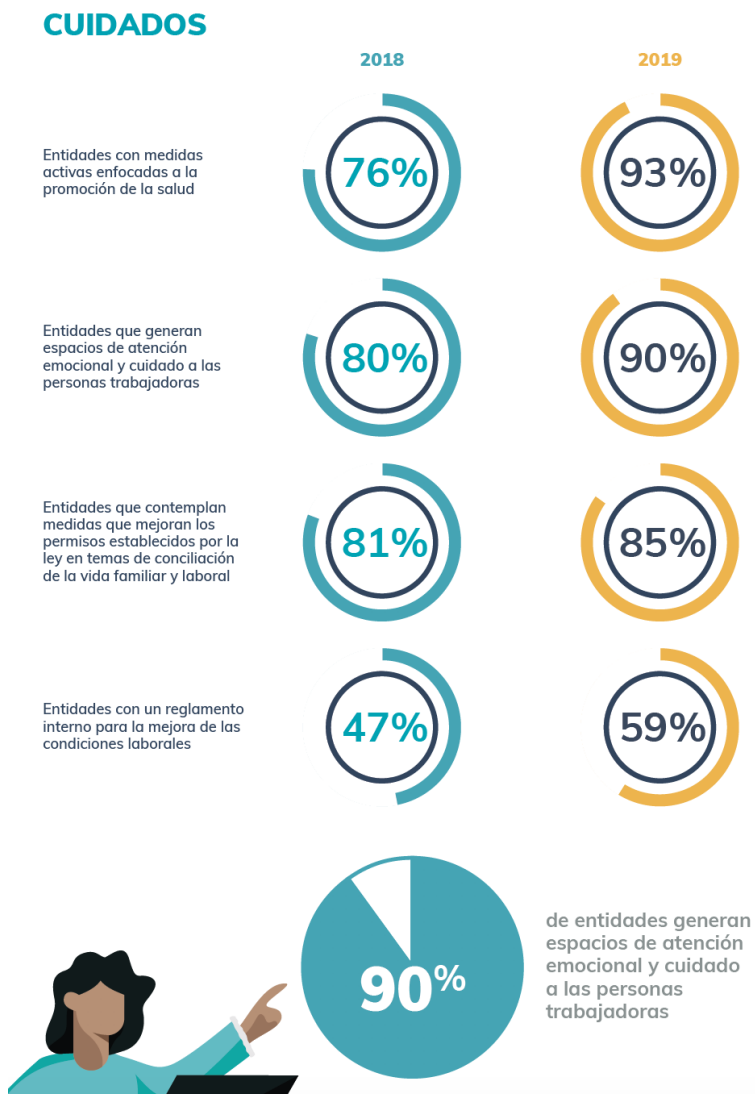 CUIDADOS
2018
2019
Entidades con medidas
activas enfocadas a la
promoción de la salud
76%
93%
Entidades que generan
espacios de atención
emocional y cuidado a las
personas trabajadoras
80%
90%
Entidades que contemplan
medidas que mejoran los
permisos establecidos por la
ley en temas de conciliación
de la vida familiar y laboral
81%
85%
Entidades con un reglamento
interno para la mejora de las
condiciones laborales
47%
59%
90%
de entidades generan
espacios de atención
emocional y cuidado
a las personas
trabajadoras